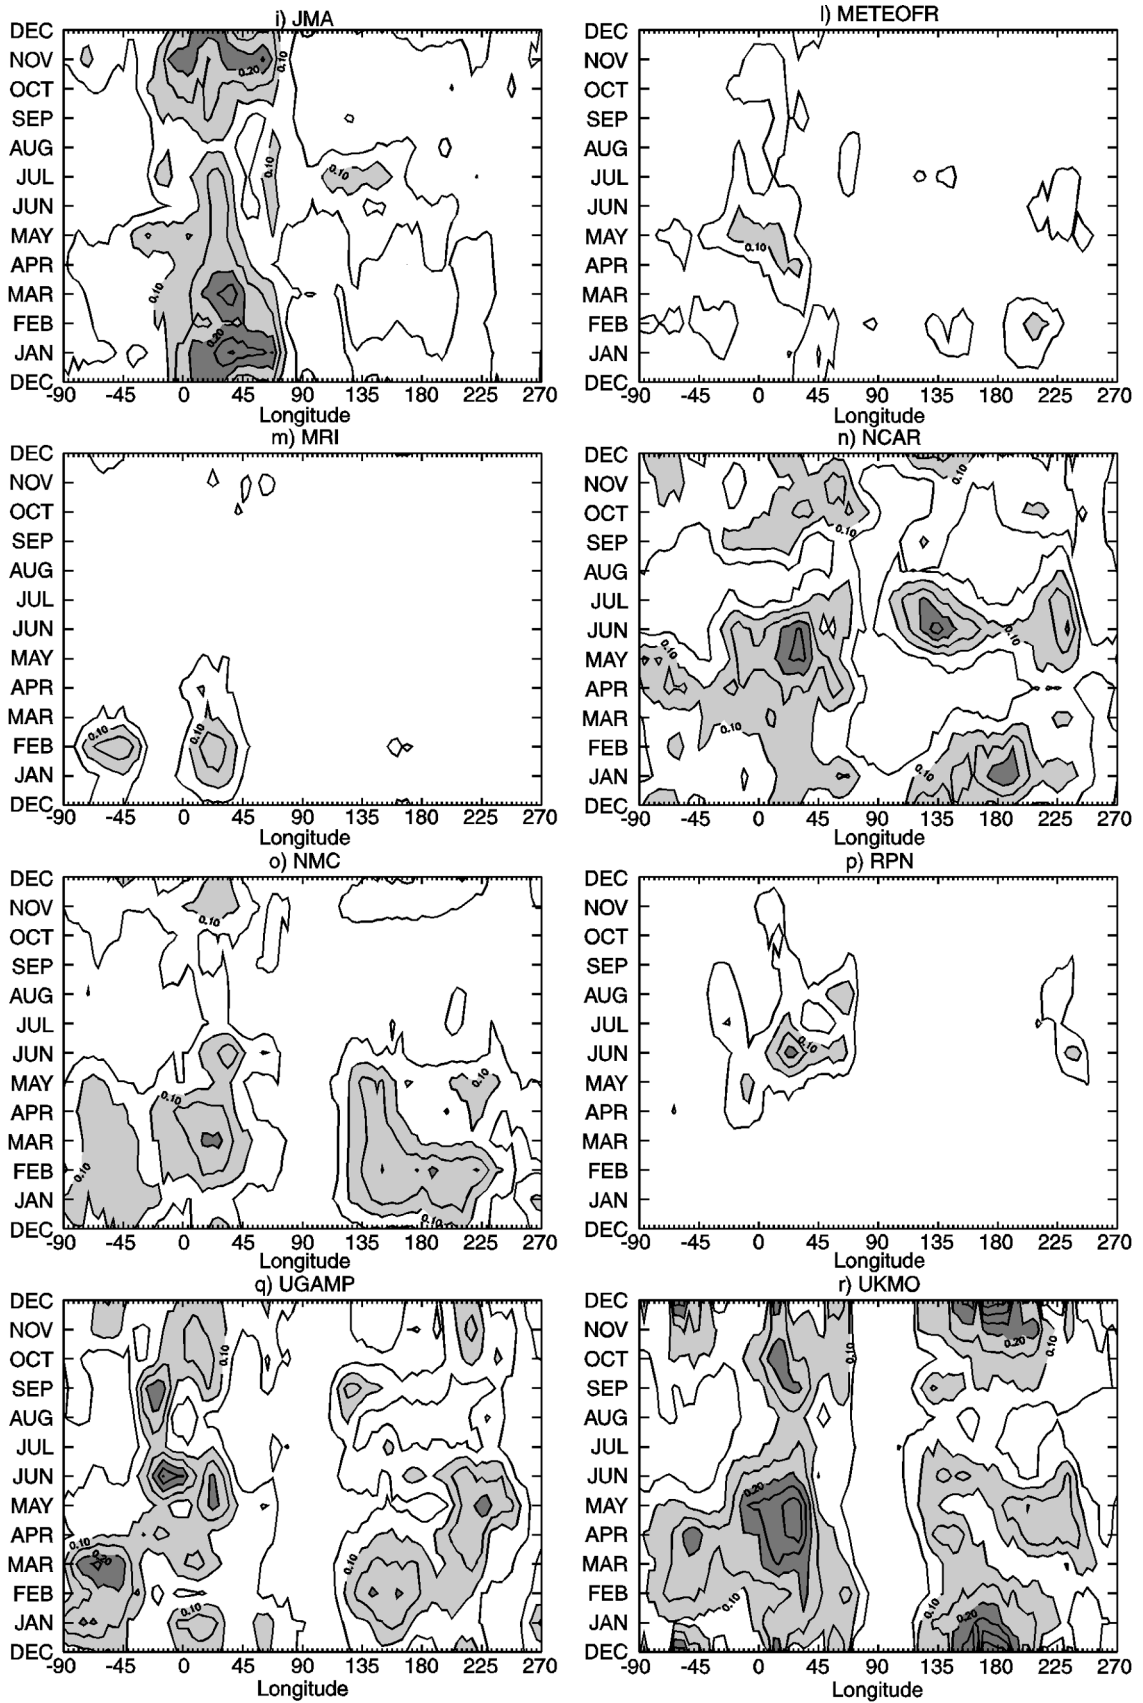 i) JMA
DEC
NOV
OCT
SEP
AUG
JUL
JUN
MAY
APR
MAR
FEB
JAN
DEC
0.20
0.10
0.10
0.10
0.10
0.20
-90 -45 0 45 90 135 180 225 270
Longitude
l) METEOFR
DEC
NOV
OCT
SEP
AUG
JUL
JUN
MAY
APR
MAR
FEB
JAN
DEC
0.10
-90 -45 0 45 90 135 180 225 270
Longitude
m) MRI
DEC
NOV
OCT
SEP
AUG
JUL
JUN
MAY
APR
MAR
FEB
JAN
DEC
0.10
0.10
-90 -45 0 45 90 135 180 225 270
Longitude
n) NCAR
DEC
NOV
OCT
SEP
AUG
JUL
JUN
MAY
APR
MAR
FEB
JAN
DEC
0.10
0.10
0.10
0.10
0.10
0.10
-90 -45 0 45 90 135 180 225 270
Longitude
o) NMC
DEC
NOV
OCT
SEP
AUG
JUL
JUN
MAY
APR
MAR
FEB
JAN
DEC
0.10
0.10
0.10
0.10
0.10
-90 -45 0 45 90 135 180 225 270
Longitude
p) RPN
DEC
NOV
OCT
SEP
AUG
JUL
JUN
MAY
APR
MAR
FEB
JAN
DEC
0.10
-90 -45 0 45 90 135 180 225 270
Longitude
q) UGAMP
DEC
NOV
OCT
SEP
AUG
JUL
JUN
MAY
APR
MAR
FEB
JAN
DEC
0.10
0.10
0.20
0.10
0.10
-90 -45 0 45 90 135 180 225 270
Longitude
r) UKMO
DEC
NOV
OCT
SEP
AUG
JUL
JUN
MAY
APR
MAR
FEB
JAN
DEC
0.20
0.10
0.10
0.20
0.10
0.10
0.20
-90 -45 0 45 90 135 180 225 270
Longitude